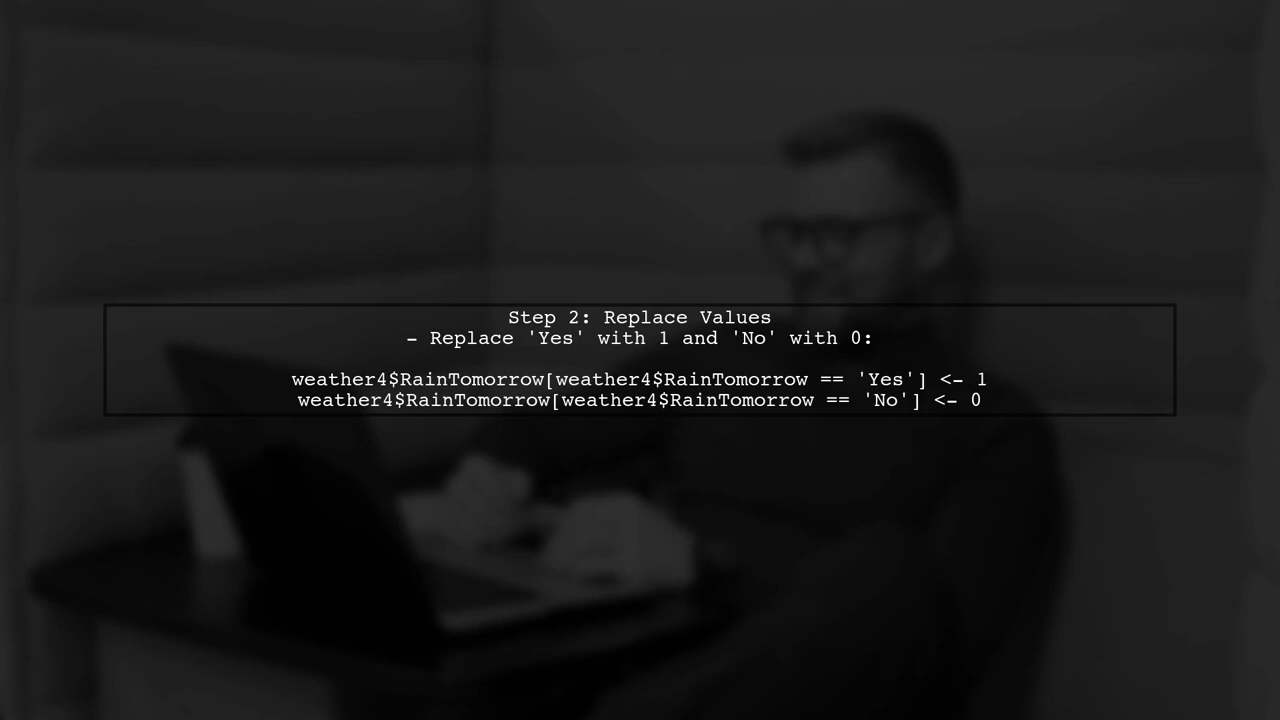 Step 2: Replace Values
- Replace 'Yes' with 1 and 'No' with 0:
weather4$RainTomorrow[weather4$RainTomorrow == 'Yes'] <- 1
weather4$RainTomorrow[weather4$RainTomorrow == 'No'] <- 0